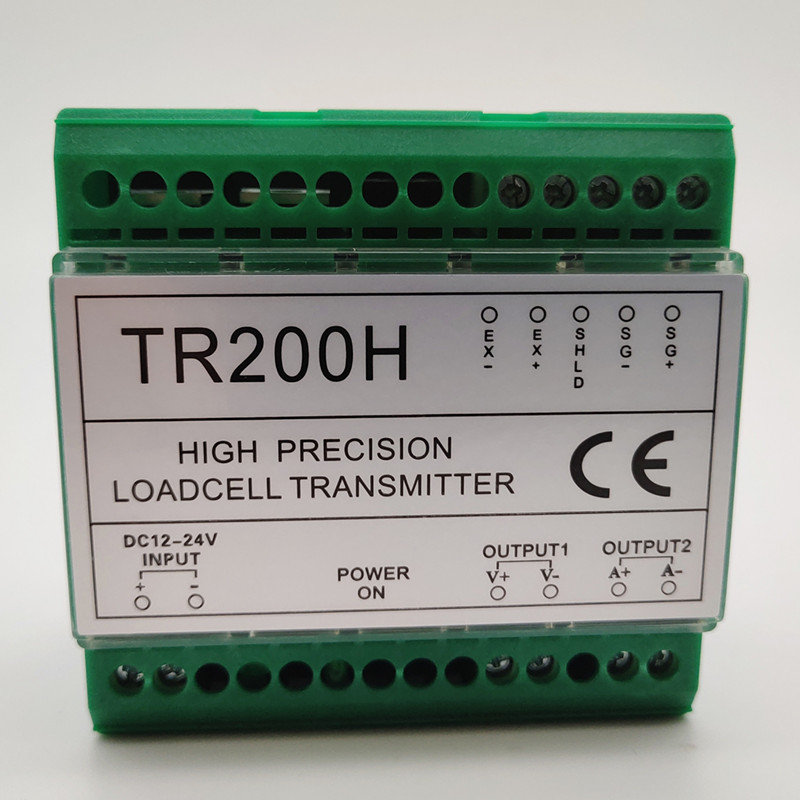 TR200H
EX-
EX+
SHLD
SG-
SG+
HIGH PRECISION
LOADCELL TRANSMITTER
CE
DC12-24V
INPUT
+ -
POWER
ON
OUTPUT1
V+ V-
OUTPUT2
A+ A-